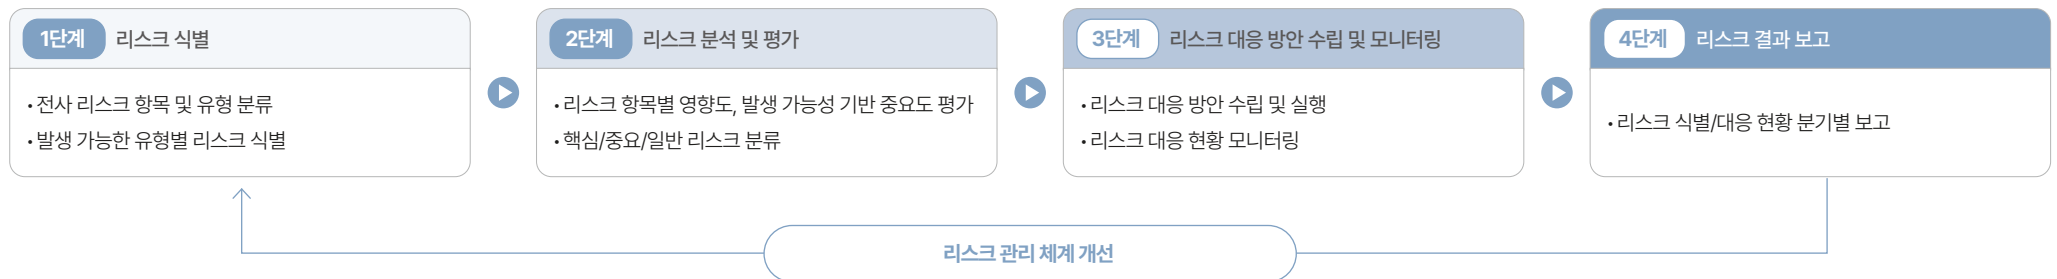 1단계 리스크 식별
• 전사 리스크 항목 및 유형 분류
• 발생 가능한 유형별 리스크 식별
2단계 리스크 분석 및 평가
• 리스크 항목별 영향도, 발생 가능성 기반 중요도 평가
• 핵심/중요/일반 리스크 분류
3단계 리스크 대응 방안 수립 및 모니터링
• 리스크 대응 방안 수립 및 실행
• 리스크 대응 현황 모니터링
4단계 리스크 결과 보고
• 리스크 식별/대응 현황 분기별 보고
리스크 관리 체계 개선